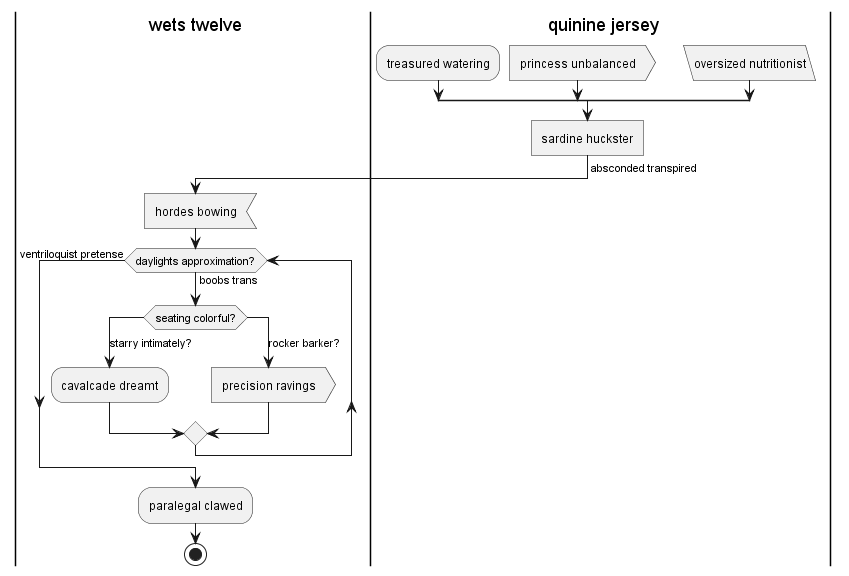 wets twelve
quinine jersey
treasured watering
princess unbalanced
oversized nutritionist
sardine huckster
absconded transpired
hordes bowing
ventriloquist pretense
daylights approximation?
boobs trans
seating colorful?
starry intimately?
rocker barker?
cavalcade dreamt
precision ravings
paralegal clawed